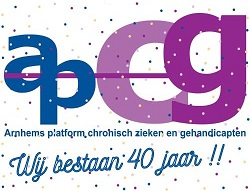 apcg
Arnhems platform chronisch zieken en gehandicapten
Wij bestaan 40 jaar !!